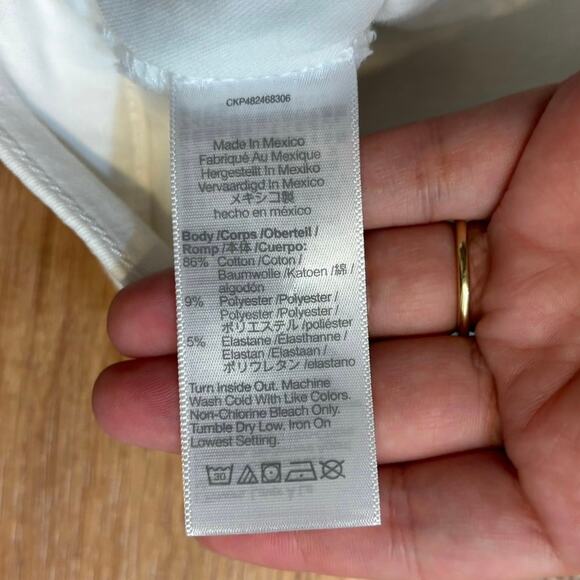 CKP482468306
Made In Mexico
Fabriqué Au Mexique
Hergestellt In Mexiko
Vervaardigd In Mexico
メキシコ製
hecho en méxico
Body /Corps /Oberteil /
Romp /本体 /Cuerpo:
86% Cotton /Coton /
Baumwolle /Katoen /綿 /
algodón
9% Polyester /Polyester /
Polyester /Polyester /
ポリエステル /poliéster
5% Elastane /Élasthanne /
Elastan /Elastaan /
ポリウレタン /elastano
Turn Inside Out. Machine
Wash Cold With Like Colors.
Non-Chlorine Bleach Only.
Tumble Dry Low. Iron On
Lowest Setting.
30